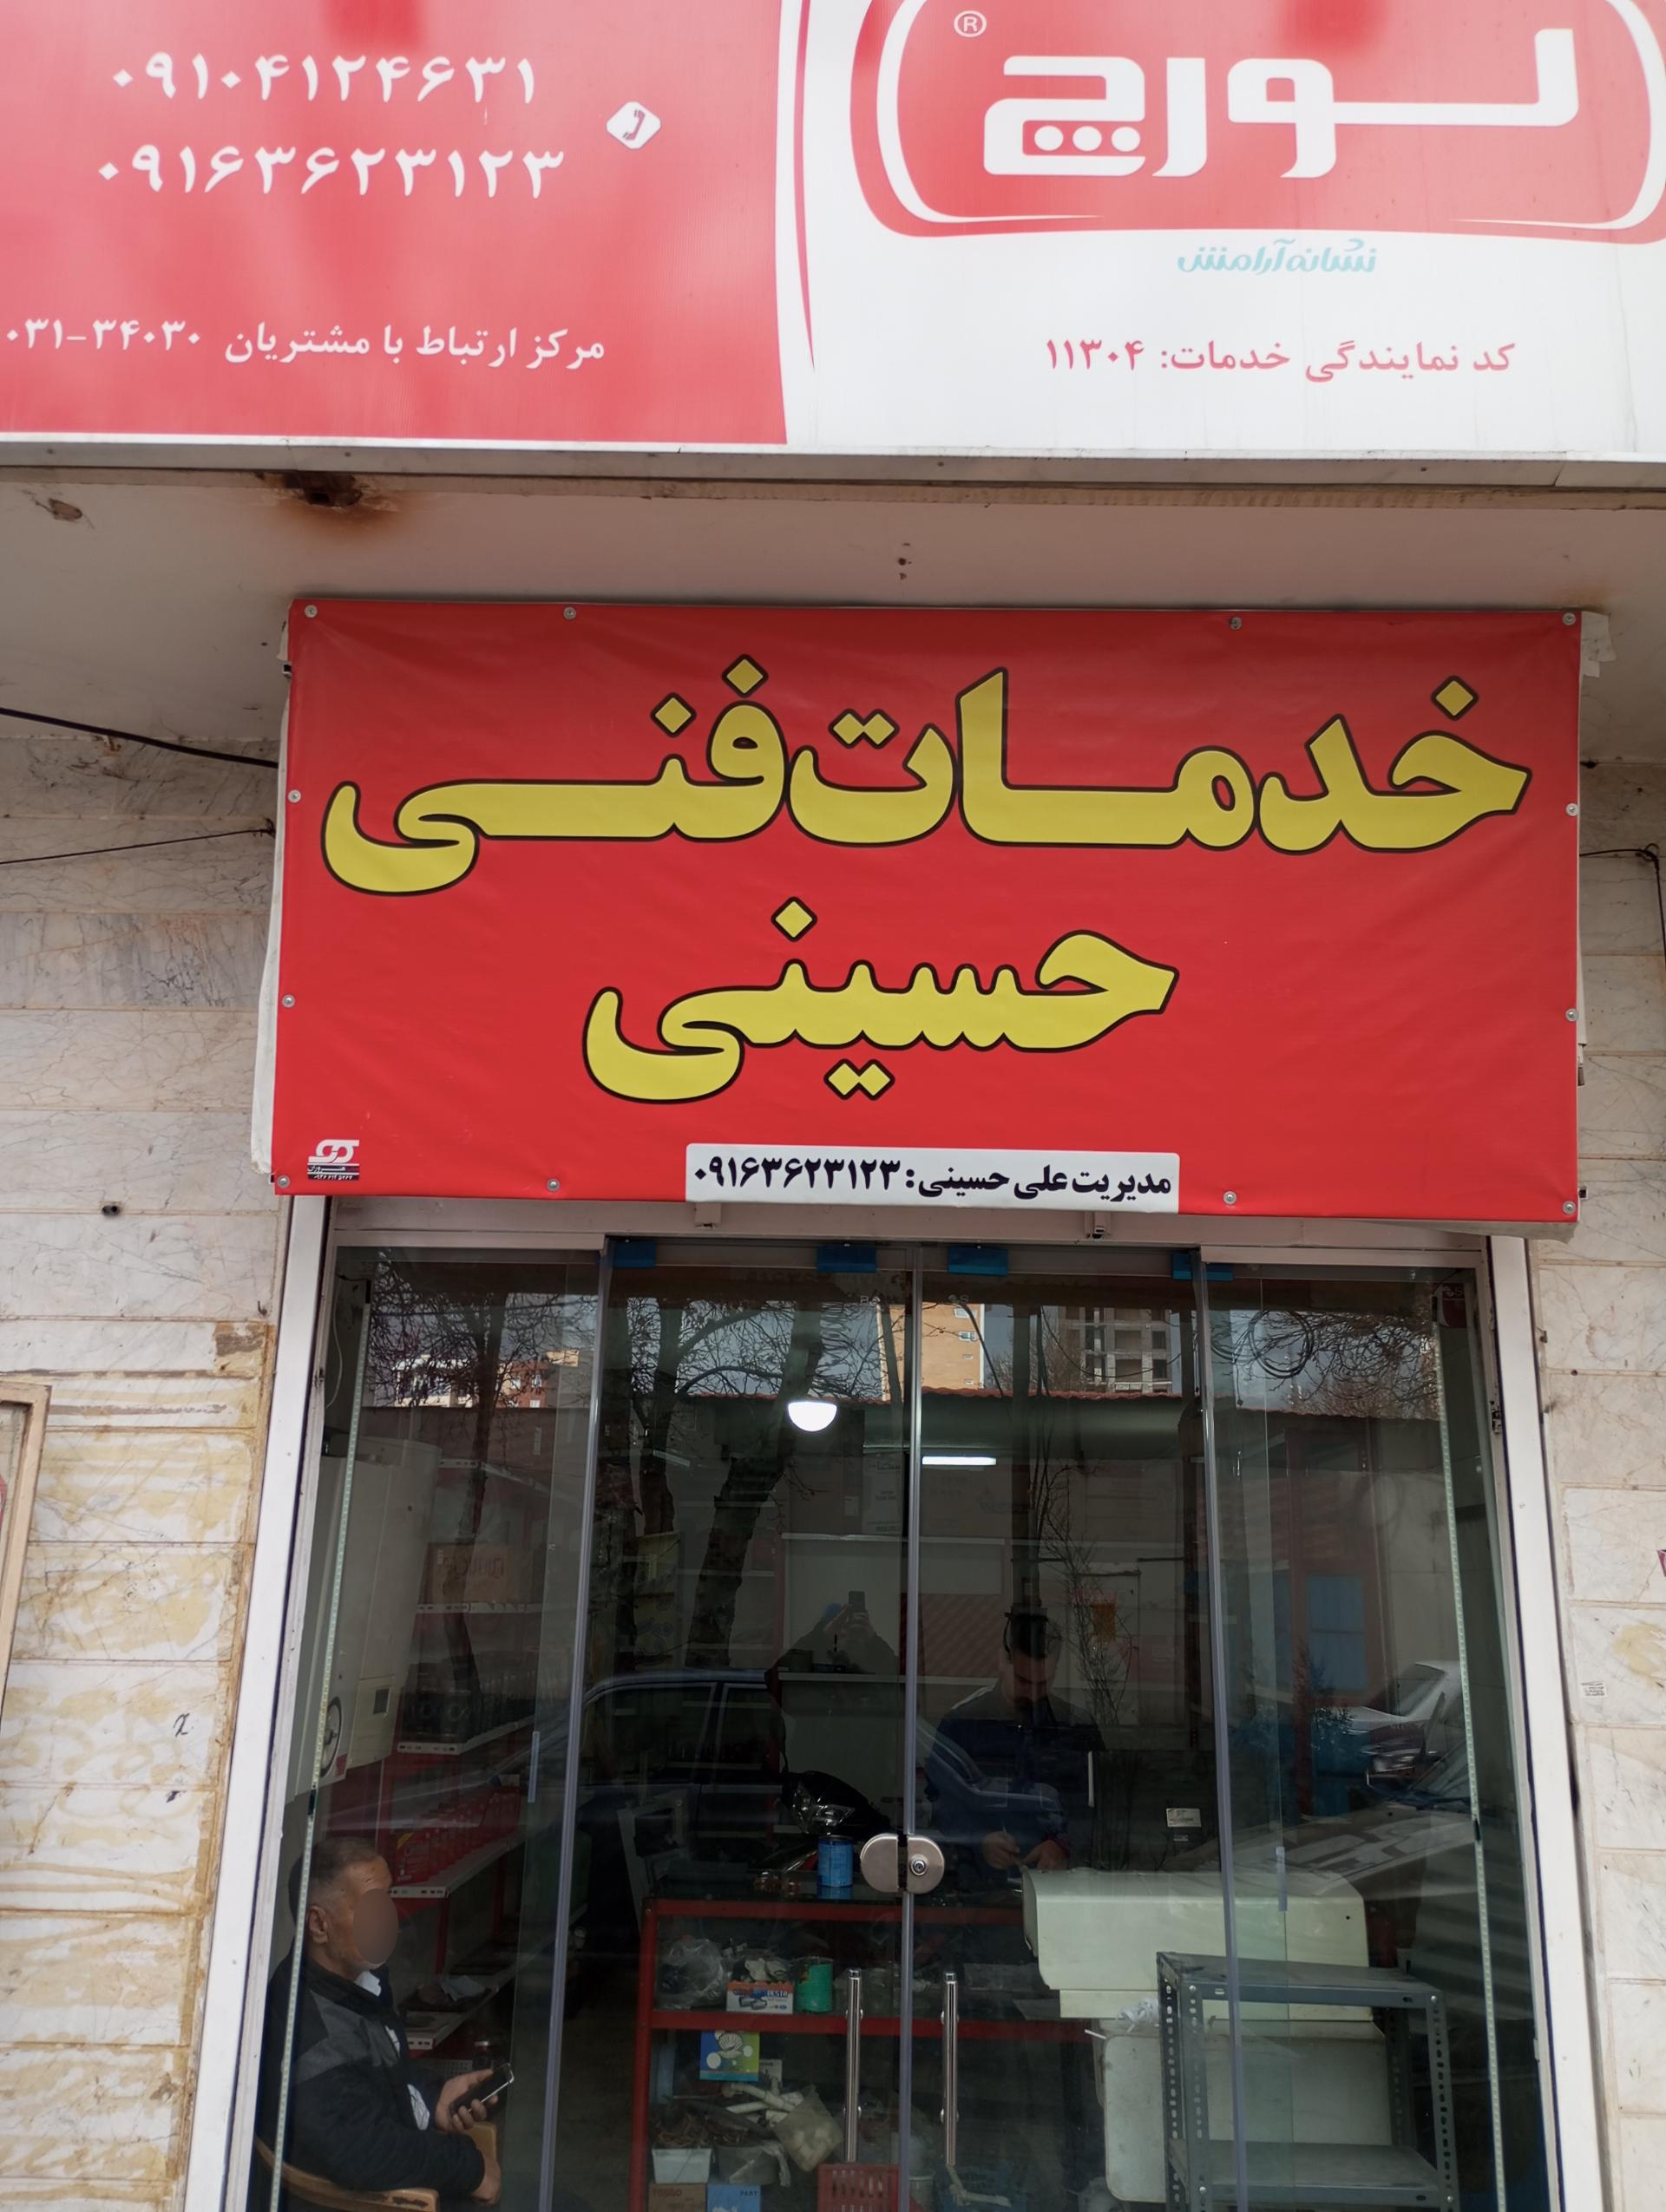 لورچ ®
نشانه آرامش
کد نمایندگی خدمات: ۱۱۳۰۴
۰۹۱۰۴۱۲۴۶۳۱
۰۹۱۶۳۶۲۳۱۲۳
مرکز ارتباط با مشتریان ۳۴۰۳۰-۰۳۱
خدمات فنی
حسینی
مدیریت علی حسینی: ۰۹۱۶۳۶۲۳۱۲۳